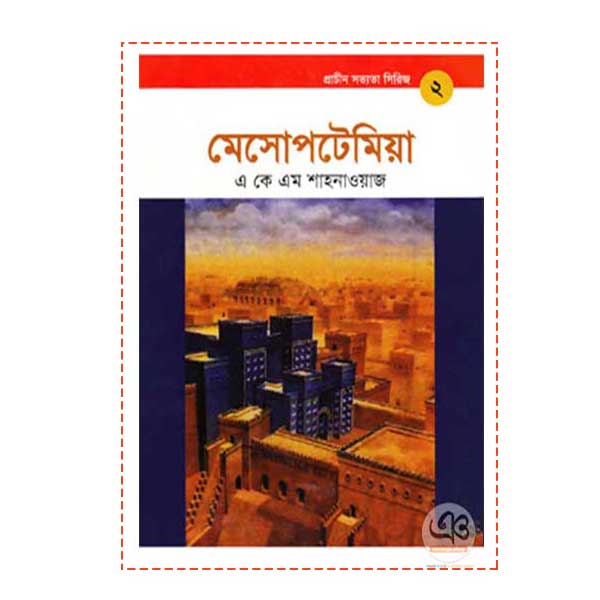 প্রাচীন সভ্যতা সিরিজ
২
মেসোপটেমিয়া
এ কে এম শাহনাওয়াজ